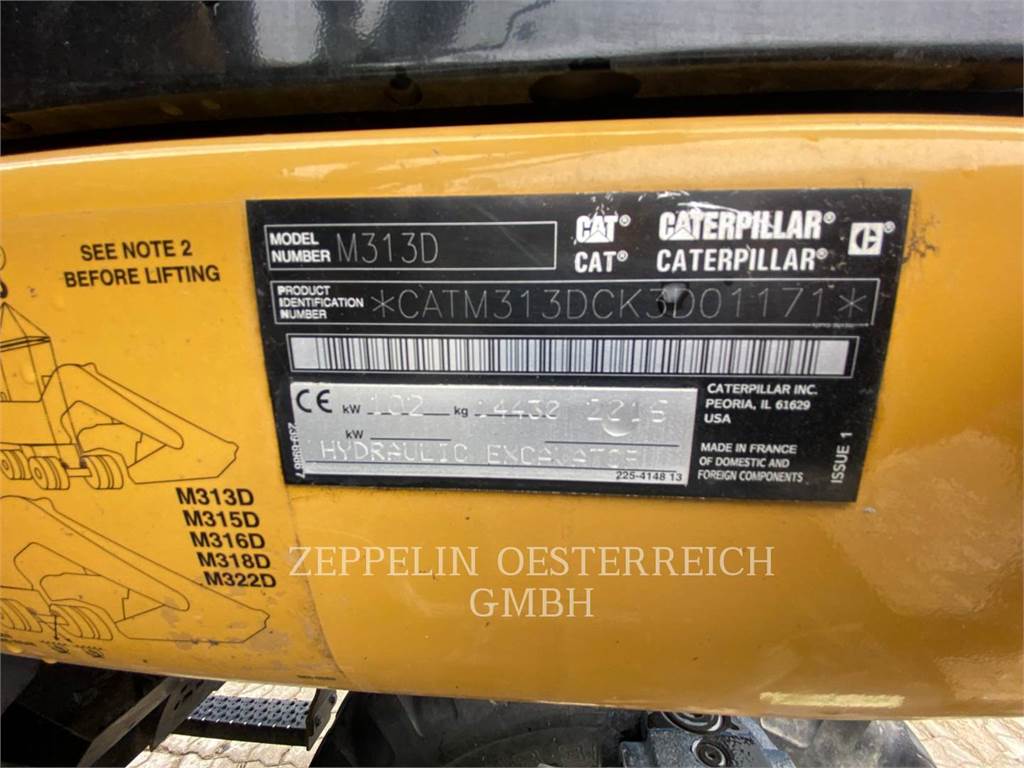 SEE NOTE 2
BEFORE LIFTING
MODEL
NUMBER M313D
CAT® CATERPILLAR®
CAT® CATERPILLAR®
PRODUCT
IDENTIFICATION
NUMBER *CATM313DCK3D01171*
CE kW 102 kg 14430 2016
kW
HYDRAULIC EXCAVATOR
225-4148 13
CATERPILLAR INC.
PEORIA, IL 61629
USA
MADE IN FRANCE
OF DOMESTIC AND
FOREIGN COMPONENTS
ISSUE 1
M313D
M315D
M316D
M318D
M322D
ZEPPELIN OESTERREICH
GMBH